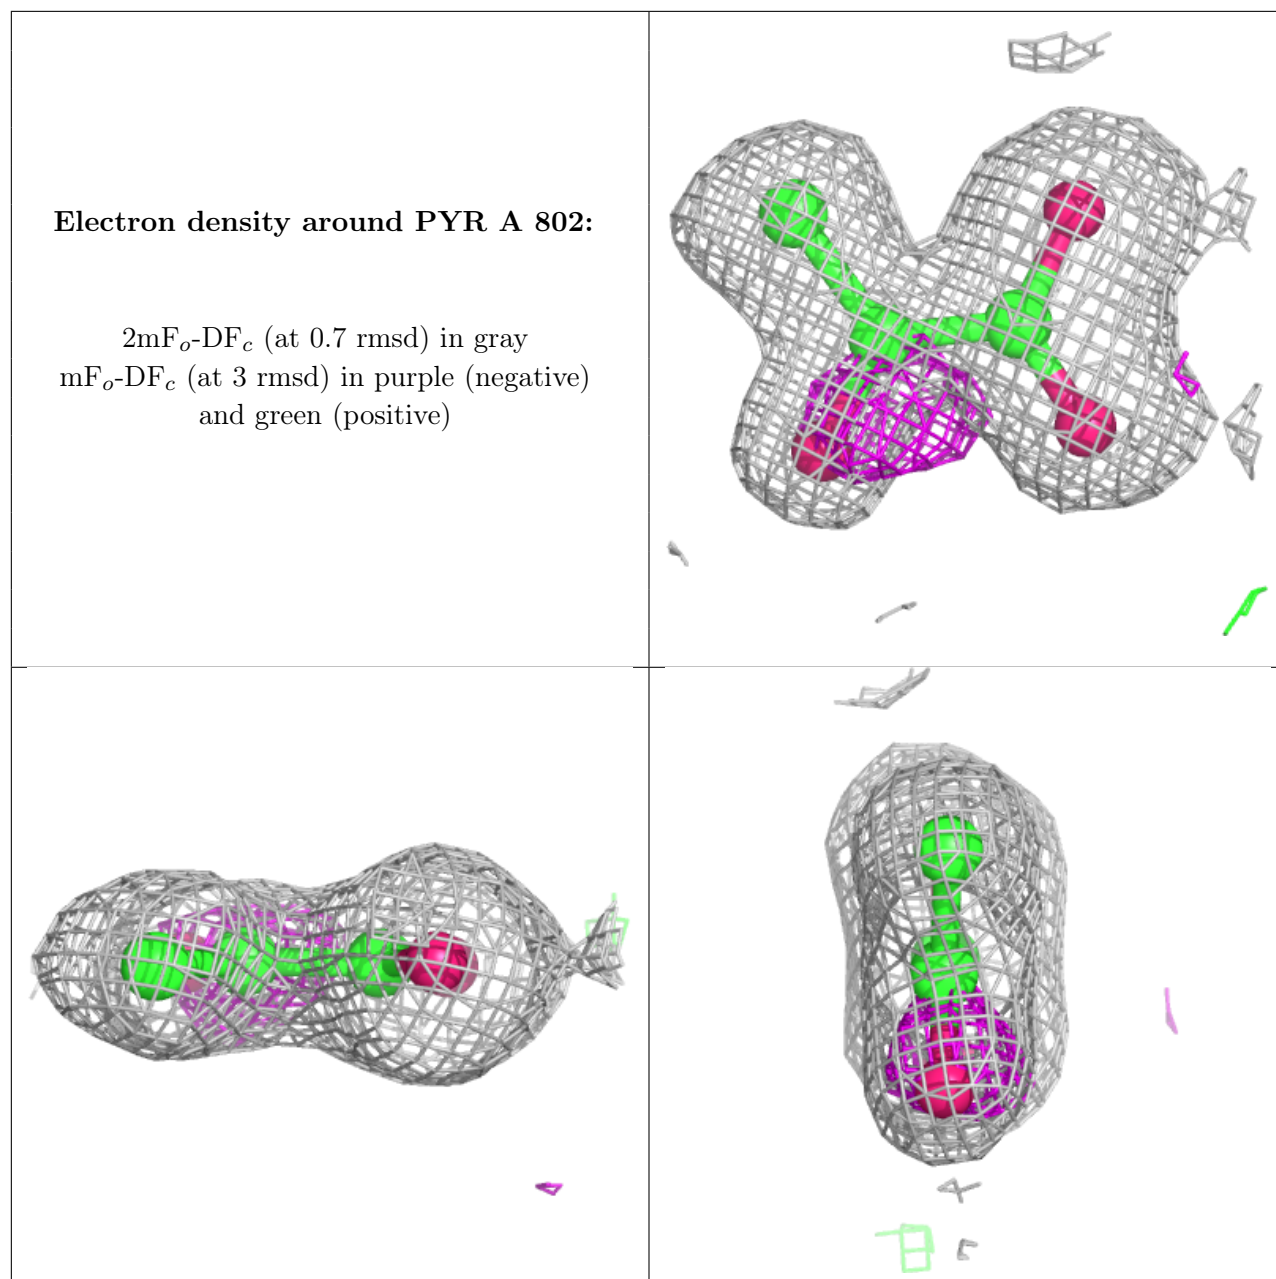 Electron density around PYR A 802:
2mFo-DFc (at 0.7 rmsd) in gray
mFo-DFc (at 3 rmsd) in purple (negative)
and green (positive)